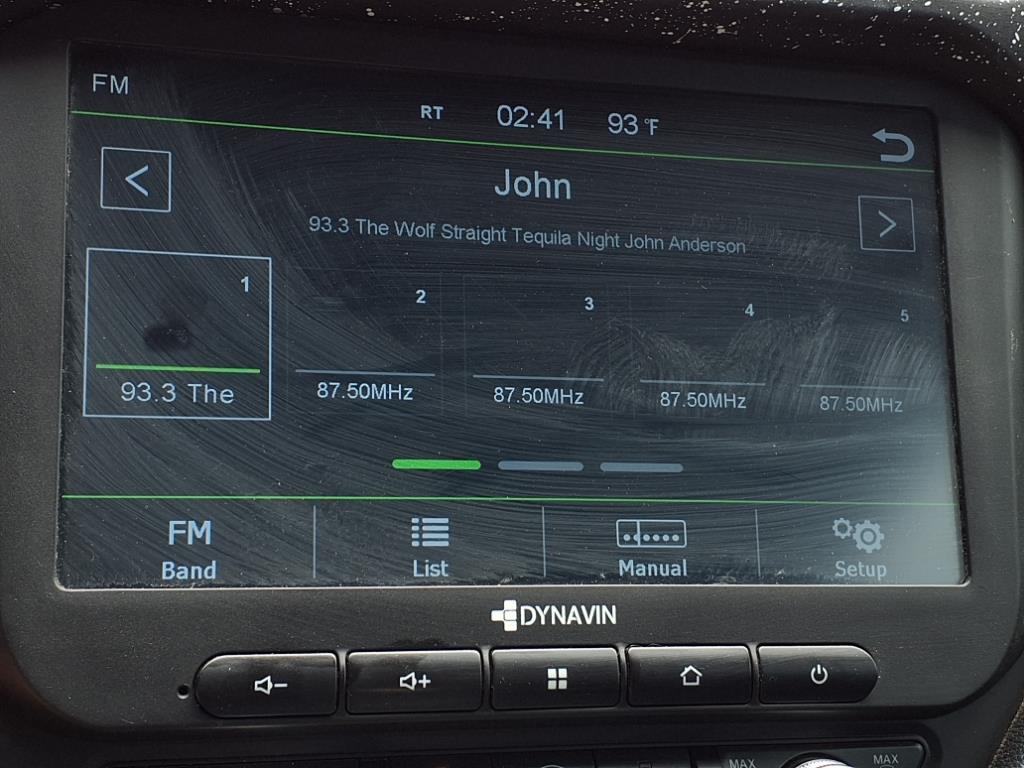 FM
RT 02:41 93 °F
<
John
>
93.3 The Wolf Straight Tequila Night John Anderson
1 2 3 4 5
93.3 The 87.50MHz 87.50MHz 87.50MHz 87.50MHz
FM
Band List Manual Setup
DYNAVIN
- +
MAX MAX